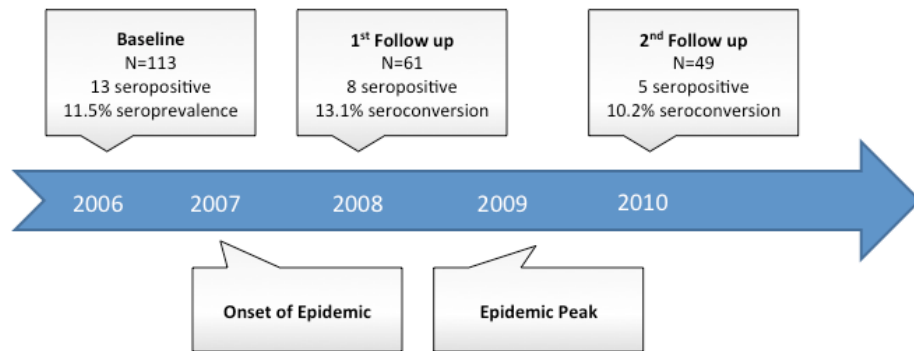 Baseline
N=113
13 seropositive
11.5% seroprevalence
1st Follow up
N=61
8 seropositive
13.1% seroconversion
2nd Follow up
N=49
5 seropositive
10.2% seroconversion
2006 2007 2008 2009 2010
Onset of Epidemic
Epidemic Peak